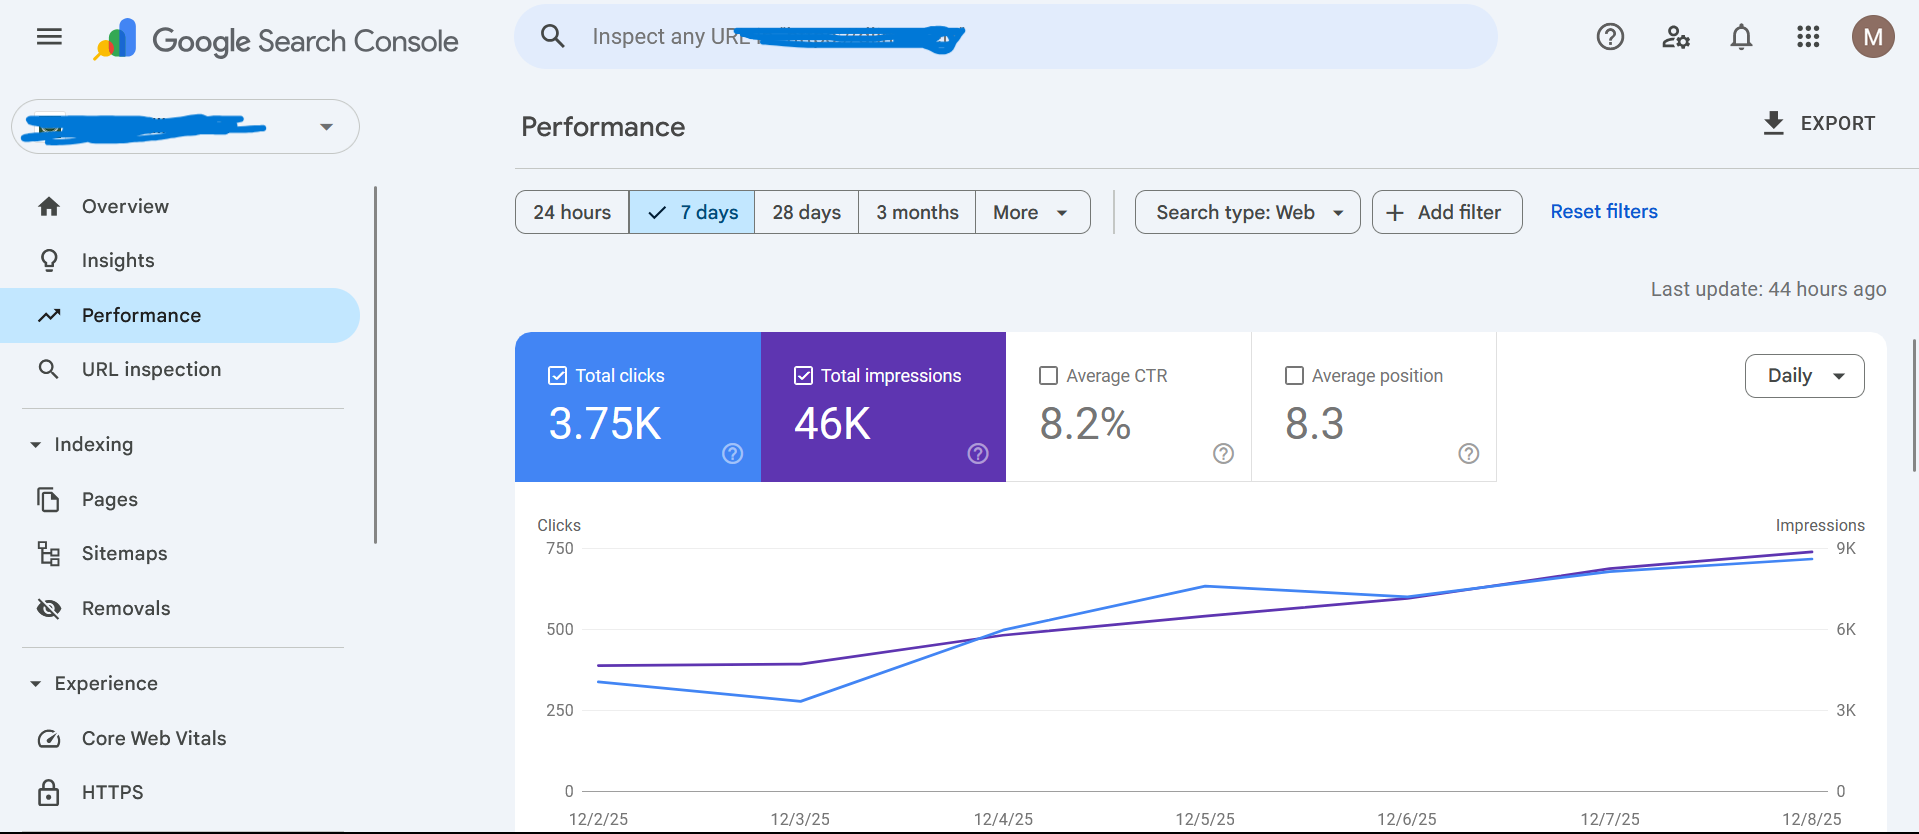 Google Search Console
Inspect any URL
M
Performance
EXPORT
Overview
Insights
Performance
URL inspection
Indexing
Pages
Sitemaps
Removals
Experience
Core Web Vitals
HTTPS
24 hours
7 days
28 days
3 months
More
Search type: Web
Add filter
Reset filters
Last update: 44 hours ago
Total clicks
3.75K
Total impressions
46K
Average CTR
8.2%
Average position
8.3
Daily
Clicks
Impressions
750
9K
500
6K
250
3K
0
0
12/2/25
12/3/25
12/4/25
12/5/25
12/6/25
12/7/25
12/8/25